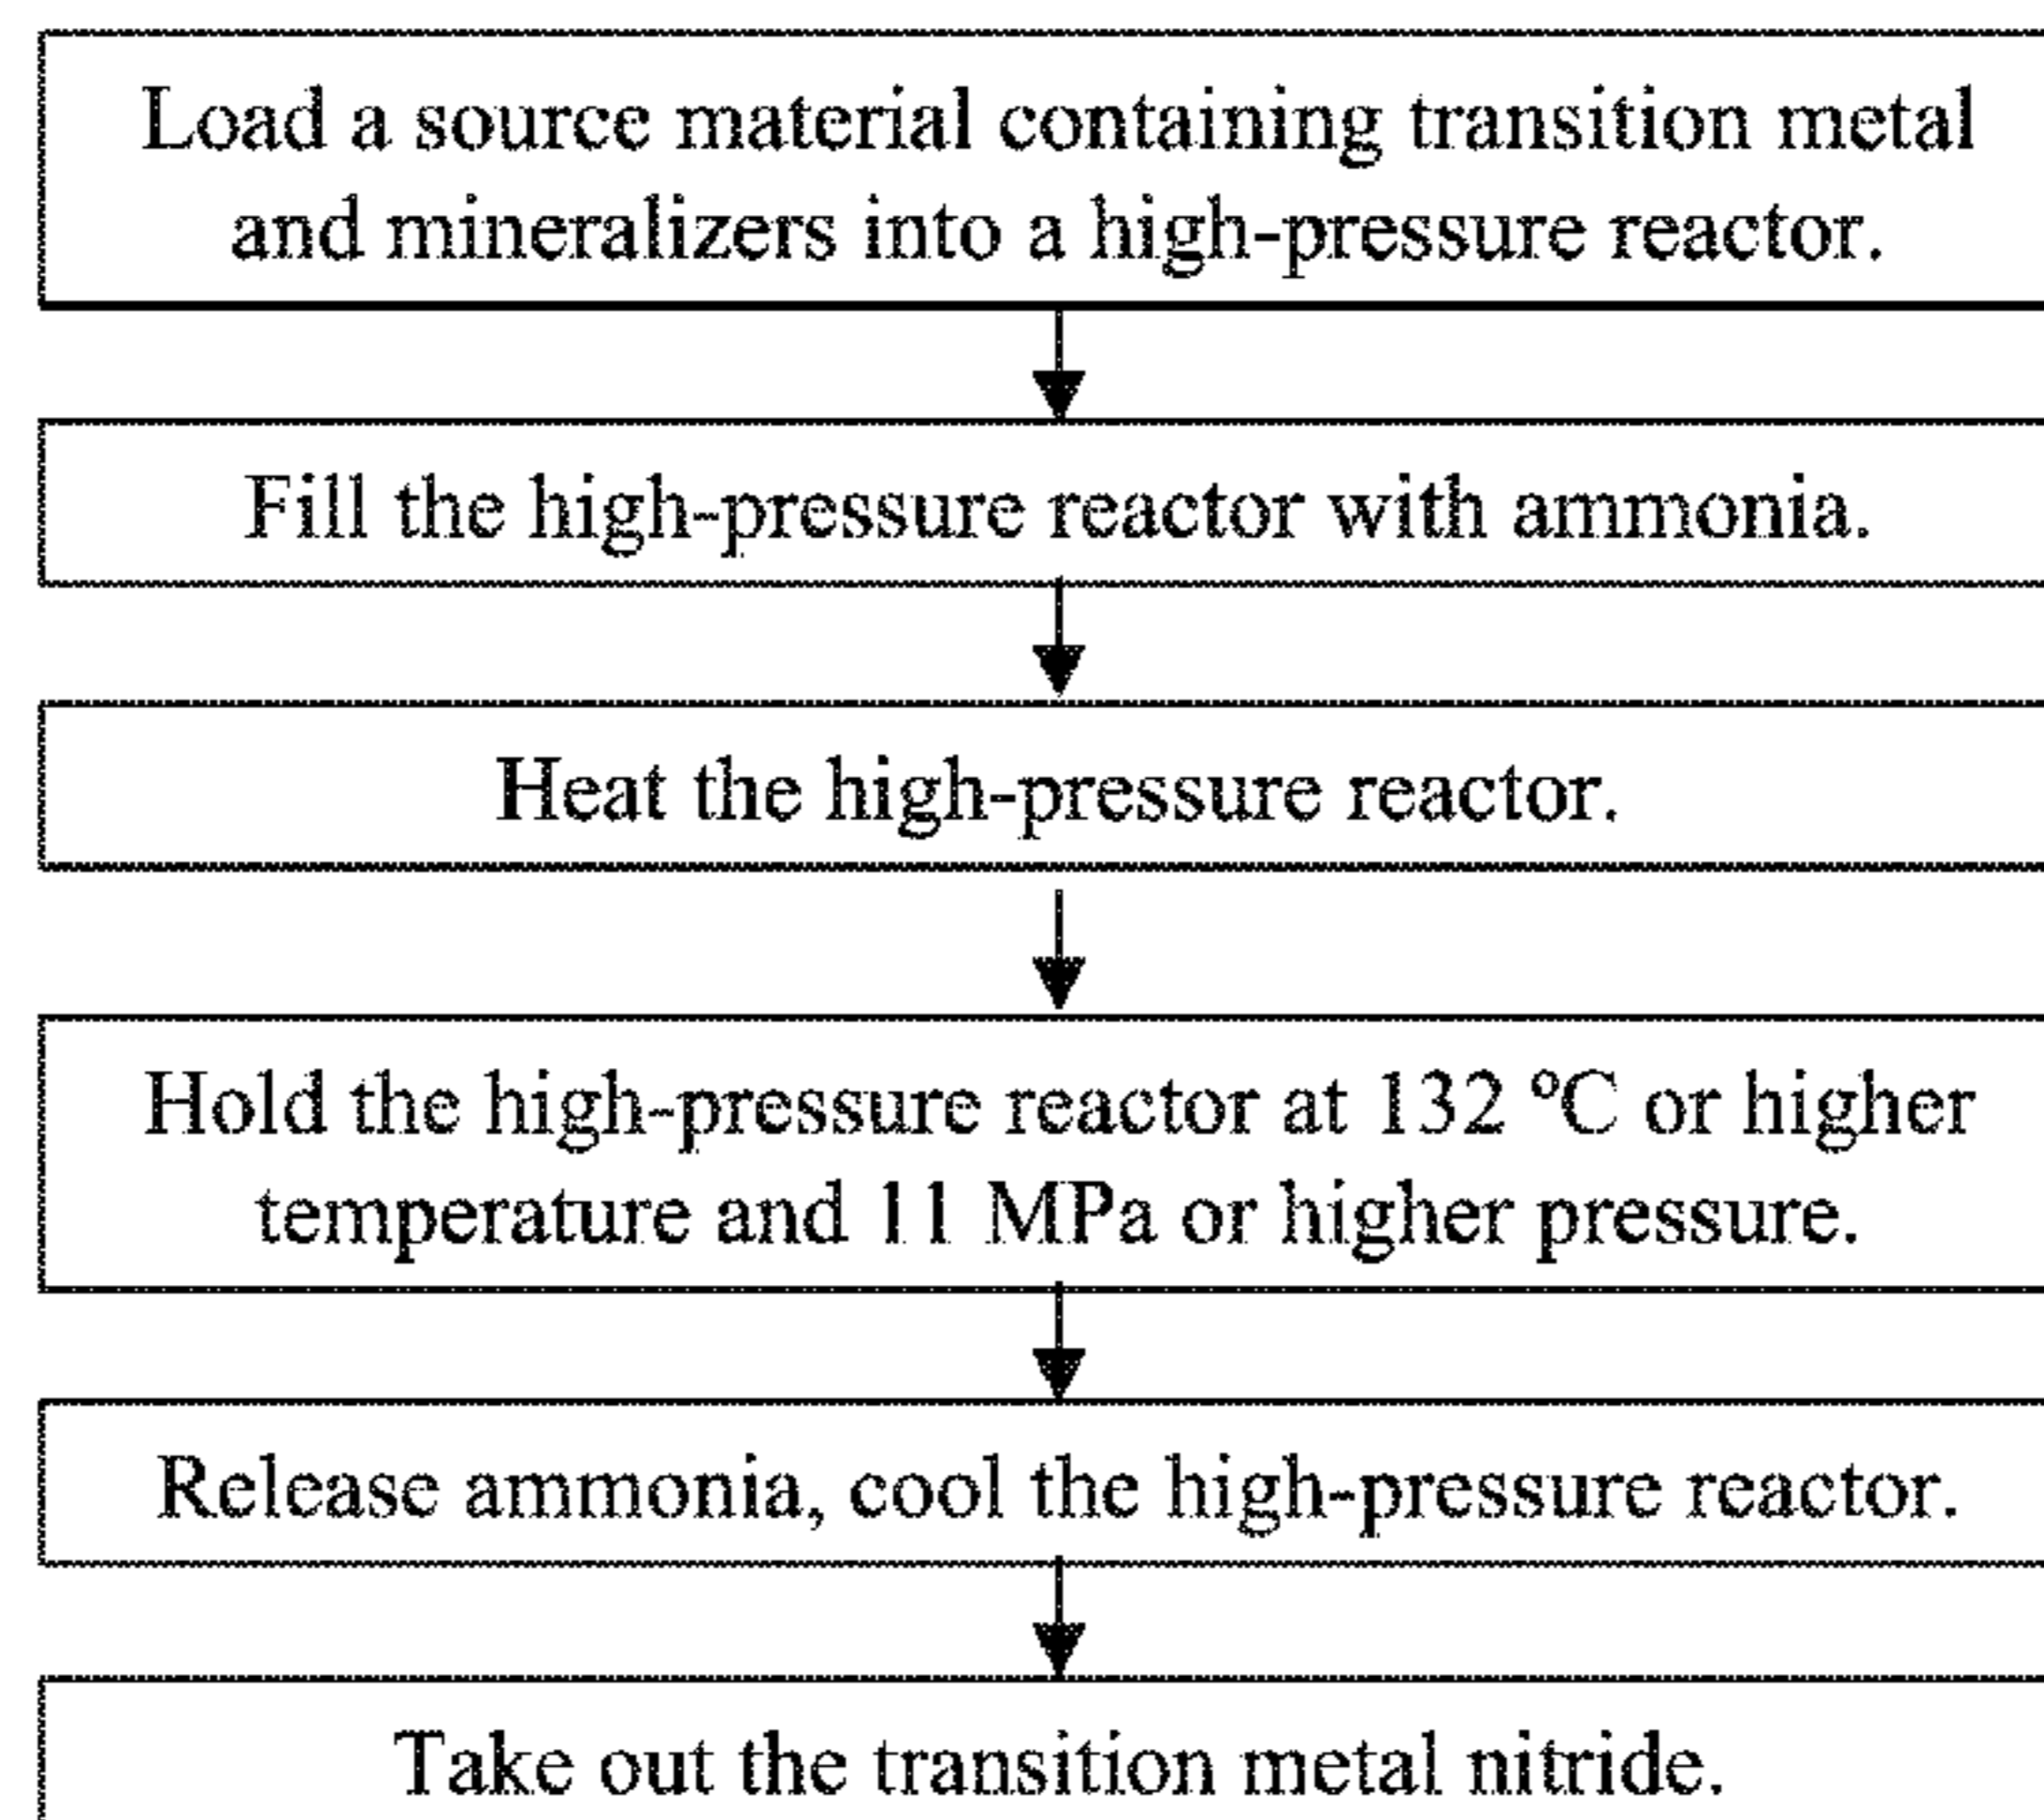 Load a source material containing transition metal
and mineralizers into a high-pressure reactor.
Fill the high-pressure reactor with ammonia.
Heat the high-pressure reactor.
Hold the high-pressure reactor at 132 ºC or higher
temperature and 11 MPa or higher pressure.
Release ammonia, cool the high-pressure reactor.
Take out the transition metal nitride.